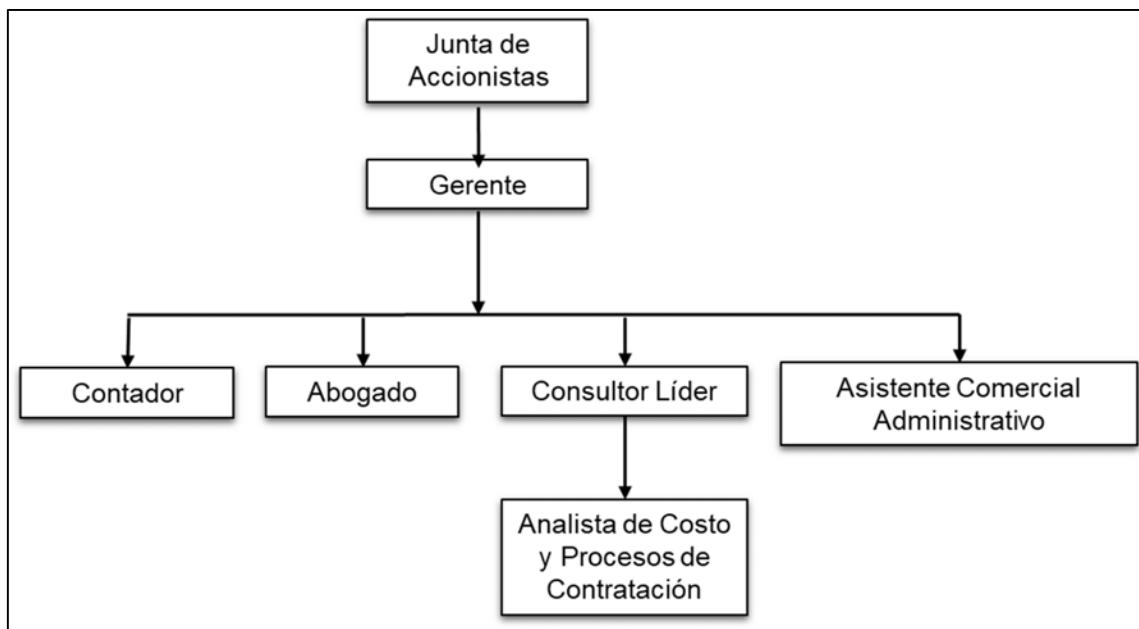 Junta de
Accionistas
Gerente
Contador
Abogado
Consultor Líder
Asistente Comercial
Administrativo
Analista de Costo
y Procesos de
Contratación